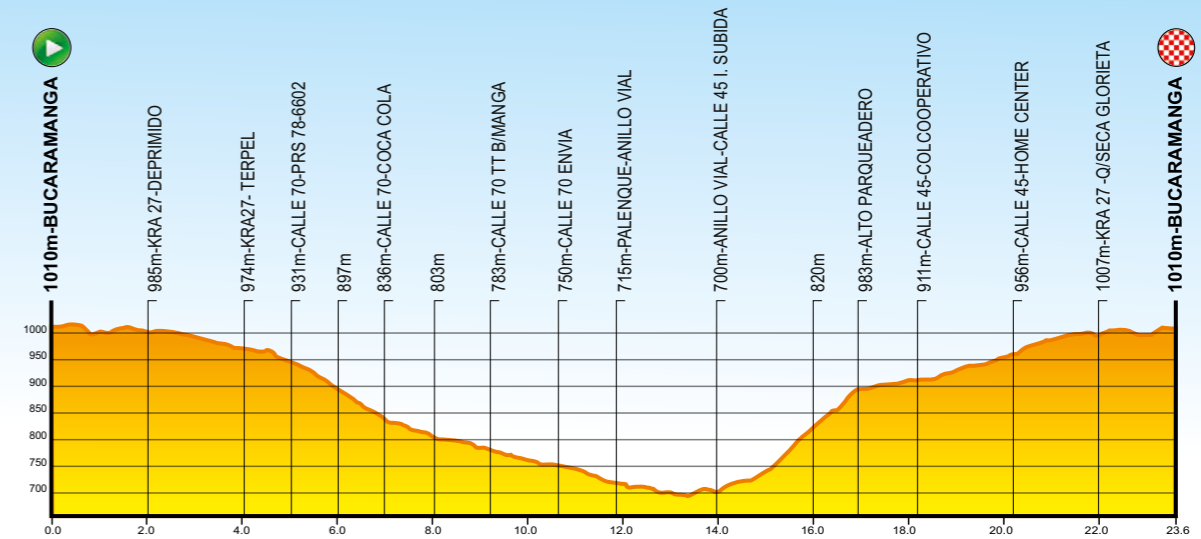 1010m-BUCARAMANGA
985m-KRA 27-DEPRIMIDO
974m-KRA27- TERPEL
931m-CALLE 70-PRS 78-6602
897m
836m-CALLE 70-COCA COLA
803m
783m-CALLE 70 TT B/MANGA
750m-CALLE 70 ENVIA
715m-PALENQUE-ANILLO VIAL
700m-ANILLO VIAL-CALLE 45 I. SUBIDA
820m
983m-ALTO PARQUEADERO
911m-CALLE 45-COLCOOPERATIVO
956m-CALLE 45-HOME CENTER
1007m-KRA 27 -Q/SECA GLORIETA
1010m-BUCARAMANGA
1000
950
900
850
800
750
700
0.0 2.0 4.0 6.0 8.0 10.0 12.0 14.0 16.0 18.0 20.0 22.0 23.6